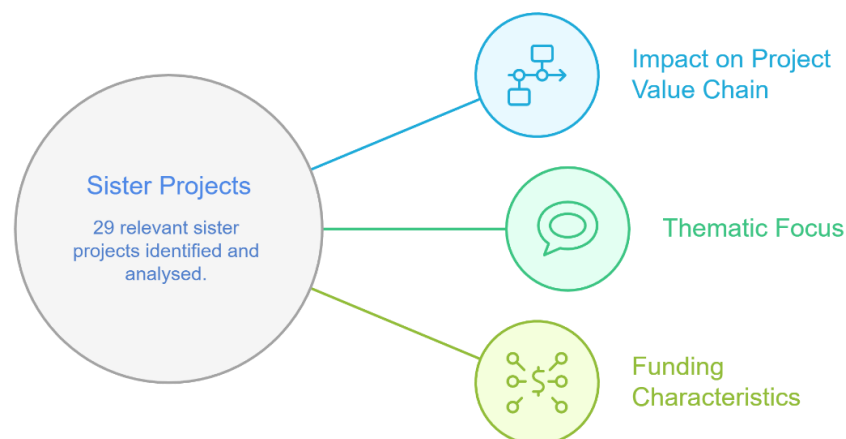 Sister Projects
29 relevant sister
projects identified and
analysed.
Impact on Project
Value Chain
Thematic Focus
$
Funding
Characteristics